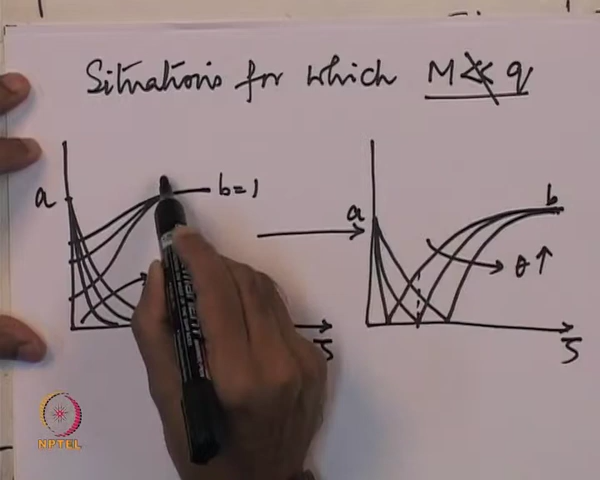 Situations for which M << q
a
b=1
S
a
b
θ↑
S
NPTEL